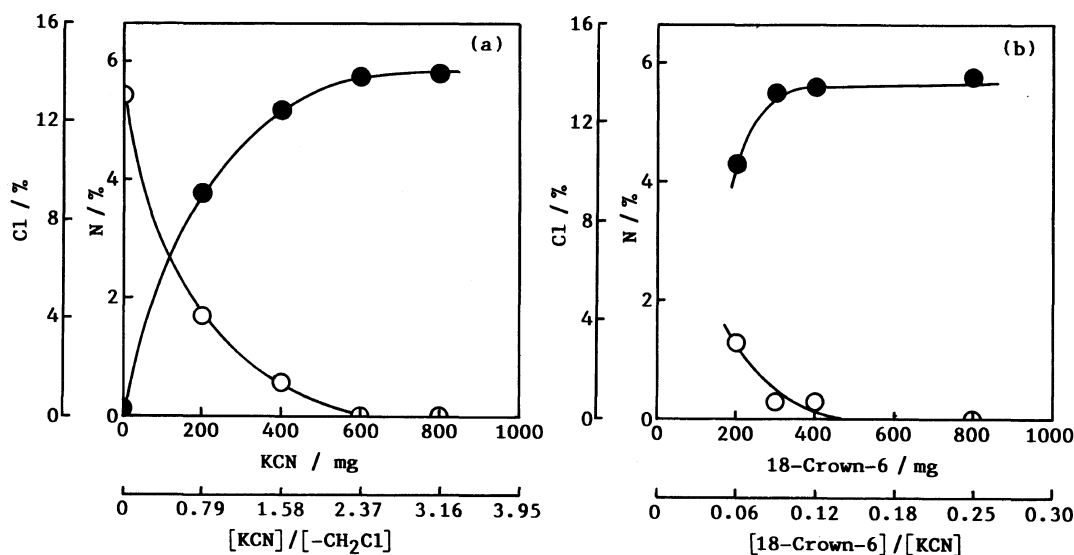 (a)
16
12
8
4
0
Cl / %
6
4
2
0
N / %
0 200 400 600 800 1000
KCN / mg
0 0.79 1.58 2.37 3.16 3.95
[KCN]/[-CH₂Cl]
(b)
16
12
8
4
0
Cl / %
6
4
2
0
N / %
0 200 400 600 800 1000
18-Crown-6 / mg
0 0.06 0.12 0.18 0.25 0.30
[18-Crown-6]/[KCN]